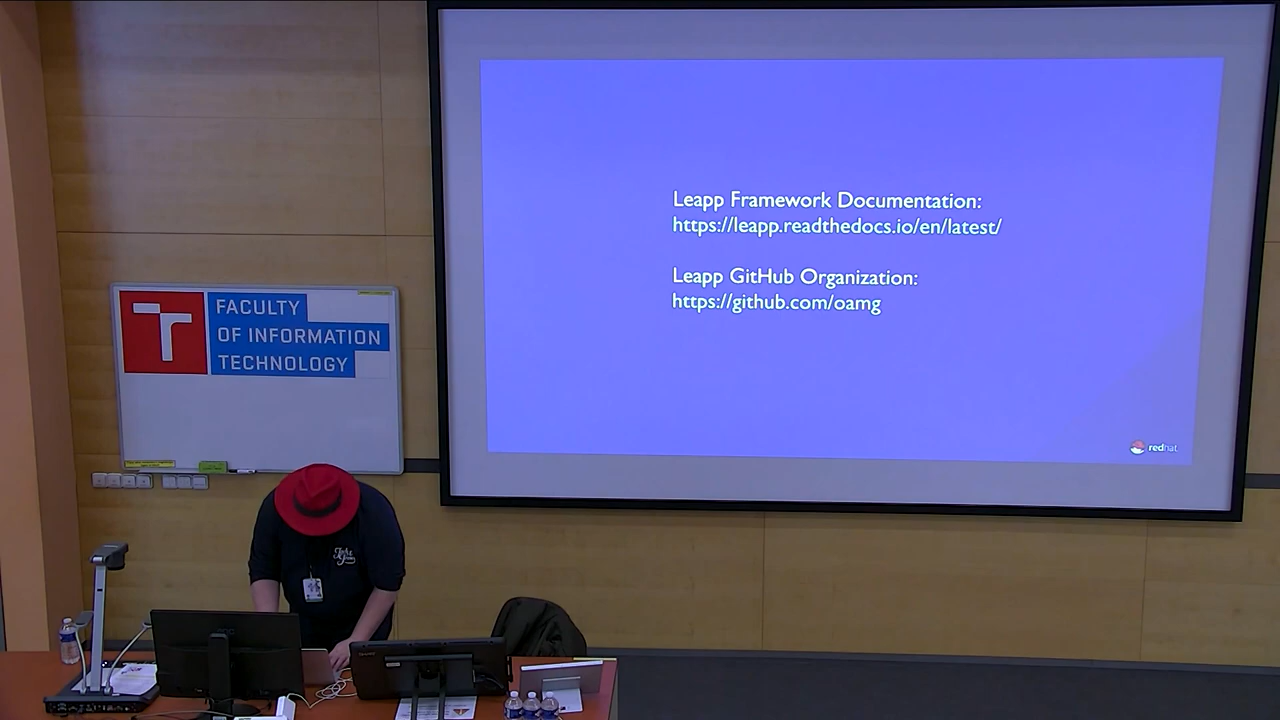 Leapp Framework Documentation:
https://leapp.readthedocs.io/en/latest/
Leapp GitHub Organization:
https://github.com/oamg
redhat
FACULTY
OF INFORMATION
TECHNOLOGY